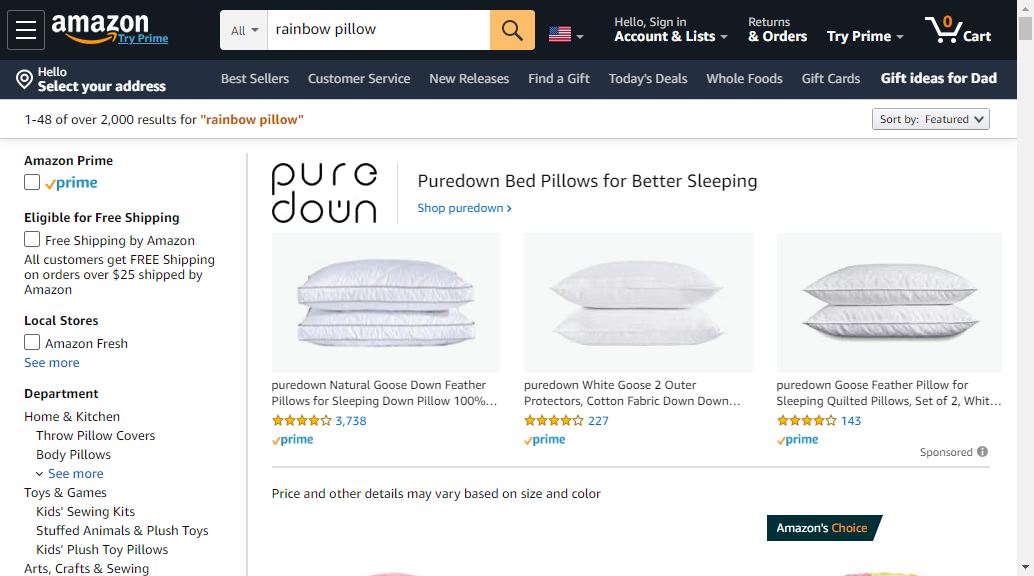 amazon
Try Prime
All
rainbow pillow
Hello, Sign in
Account & Lists
Returns
& Orders
Try Prime
0
Cart
Hello
Select your address
Best Sellers
Customer Service
New Releases
Find a Gift
Today's Deals
Whole Foods
Gift Cards
Gift ideas for Dad
1-48 of over 2,000 results for "rainbow pillow"
Sort by: Featured
Amazon Prime
prime
Eligible for Free Shipping
Free Shipping by Amazon
All customers get FREE Shipping
on orders over $25 shipped by
Amazon
Local Stores
Amazon Fresh
See more
Department
Home & Kitchen
Throw Pillow Covers
Body Pillows
See more
Toys & Games
Kids' Sewing Kits
Stuffed Animals & Plush Toys
Kids' Plush Toy Pillows
Arts, Crafts & Sewing
pure
down
Puredown Bed Pillows for Better Sleeping
Shop puredown
puredown Natural Goose Down Feather
Pillows for Sleeping Down Pillow 100%...
3,738
prime
puredown White Goose 2 Outer
Protectors, Cotton Fabric Down Down...
227
prime
puredown Goose Feather Pillow for
Sleeping Quilted Pillows, Set of 2, Whit...
143
prime
Sponsored
Price and other details may vary based on size and color
Amazon's Choice